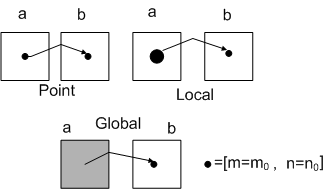 a b a b
Point Local
Global
a b
●=[m=m₀ , n=n₀]